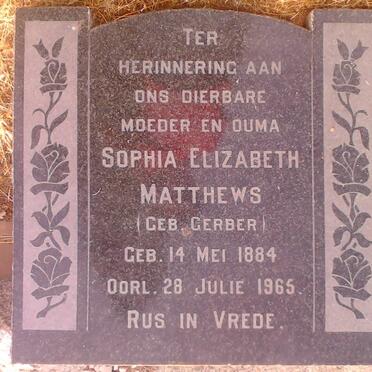 TER
HERINNERING AAN
ONS DIERBARE
MOEDER EN OUMA
SOPHIA ELIZABETH
MATTHEWS
(GEB. GERBER)
GEB. 14 MEI 1884
OORL. 28 JULIE 1965.
RUS IN VREDE.